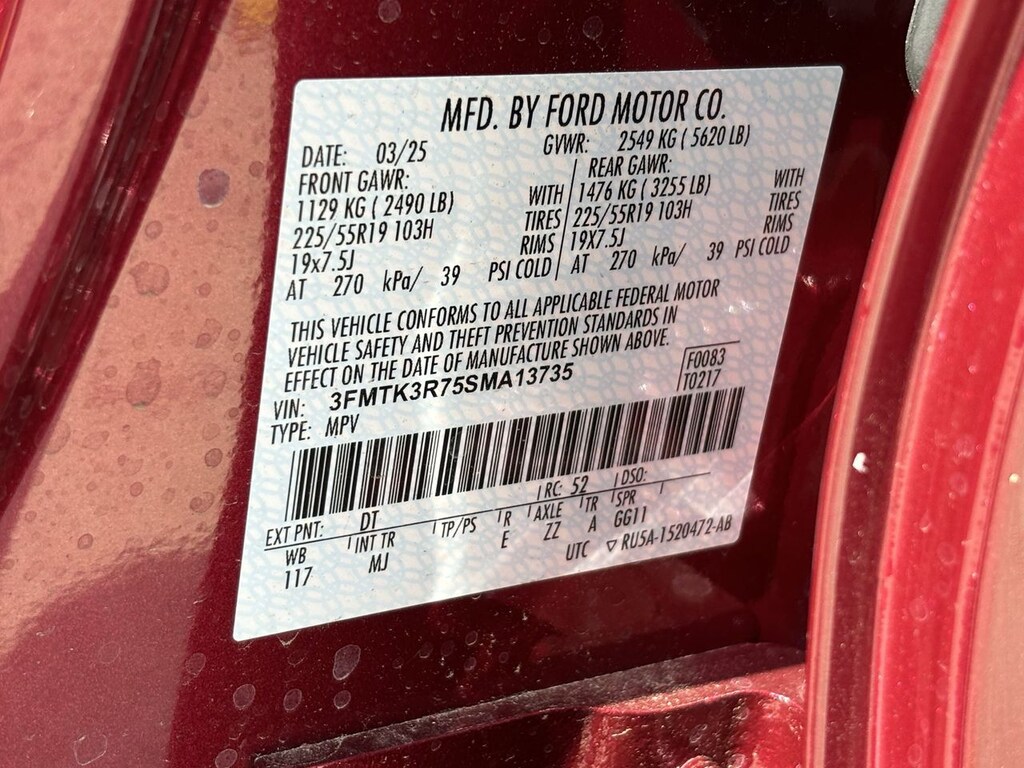 MFD. BY FORD MOTOR CO.
DATE: 03/25 GVWR: 2549 KG ( 5620 LB)
FRONT GAWR: REAR GAWR:
1129 KG ( 2490 LB) WITH 1476 KG ( 3255 LB) WITH
225/55R19 103H TIRES 225/55R19 103H TIRES
19x7.5J RIMS 19X7.5J RIMS
AT 270 kPa/ 39 PSI COLD AT 270 kPa/ 39 PSI COLD
THIS VEHICLE CONFORMS TO ALL APPLICABLE FEDERAL MOTOR
VEHICLE SAFETY AND THEFT PREVENTION STANDARDS IN
EFFECT ON THE DATE OF MANUFACTURE SHOWN ABOVE.
VIN: 3FMTK3R75SMA13735 F0083
TYPE: MPV T0217
EXT PNT: DT RC: 52 DSO:
WB INT TR TP/PS R AXLE TR SPR
117 MJ E ZZ A GG11
UTC ▽ RU5A-1520472-AB